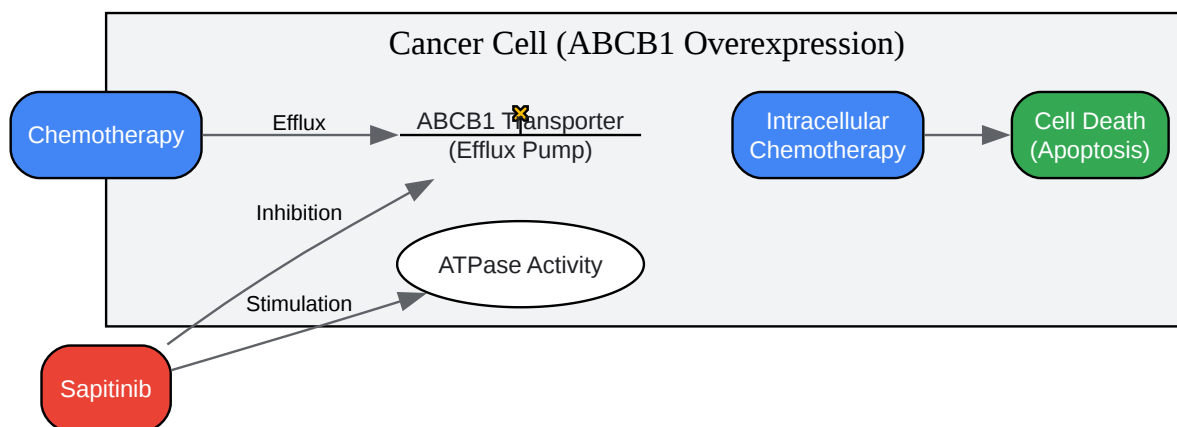 Cancer Cell (ABCB1 Overexpression)
Chemotherapy
Efflux
ABCB1 Transporter
(Efflux Pump)
Intracellular
Chemotherapy
Cell Death
(Apoptosis)
Inhibition
ATPase Activity
Stimulation
Sapitinib